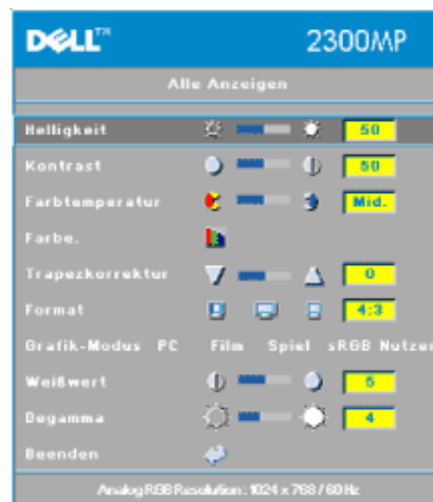 DELL™ 2300MP
Alle Anzeigen
Helligkeit 50
Kontrast 50
Farbtemperatur Mid.
Farbe.
Trapezkorrektur 0
Format 4:3
Grafik-Modus PC Film Spiel sRGB Nutzer
Weißwert 5
Degamma 4
Beenden
Analog RGB Resolution: 1024 x 768 / 60 Hz